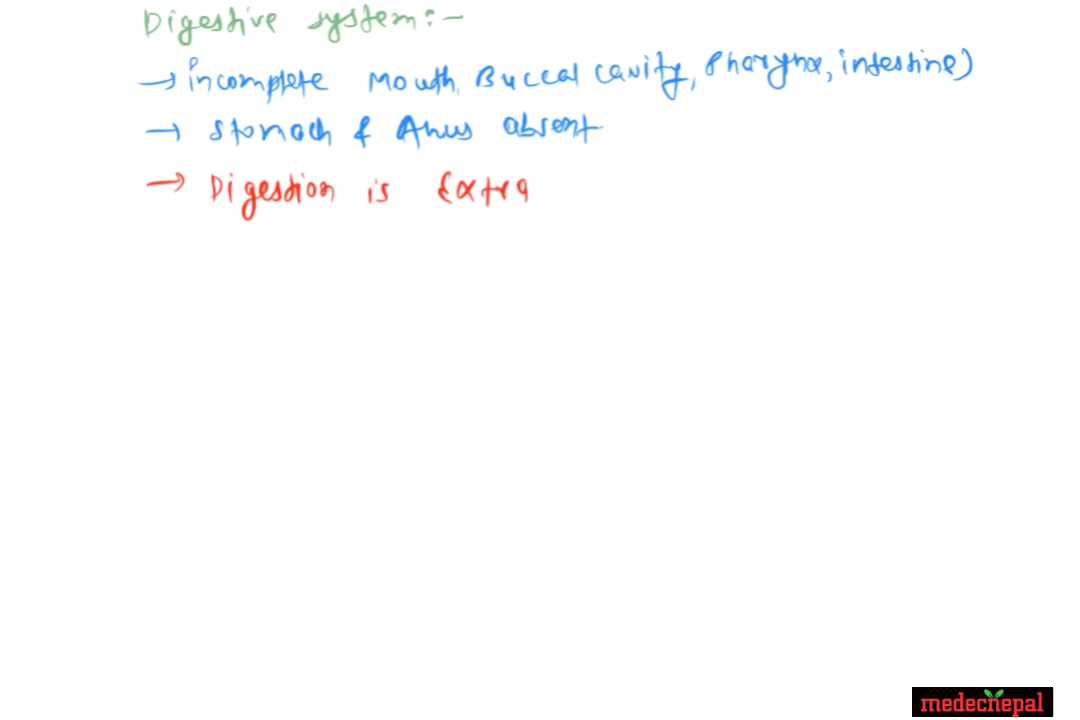 Digestive system:-
→ incomplete Mouth, Buccal cavity, Pharynx, intestine)
→ Stomach & Anus absent
→ Digestion is Extra
medecnepal